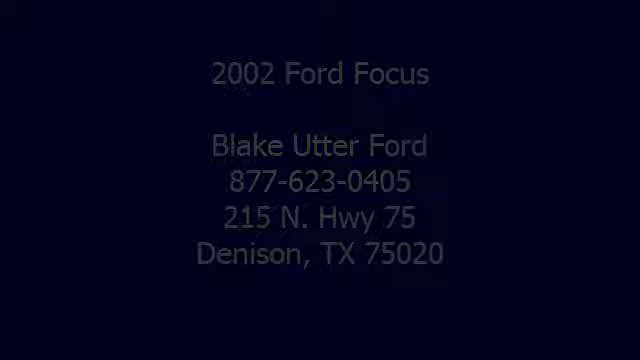 2002 Ford Focus
Blake Utter Ford
877-623-0405
215 N. Hwy 75
Denison, TX 75020